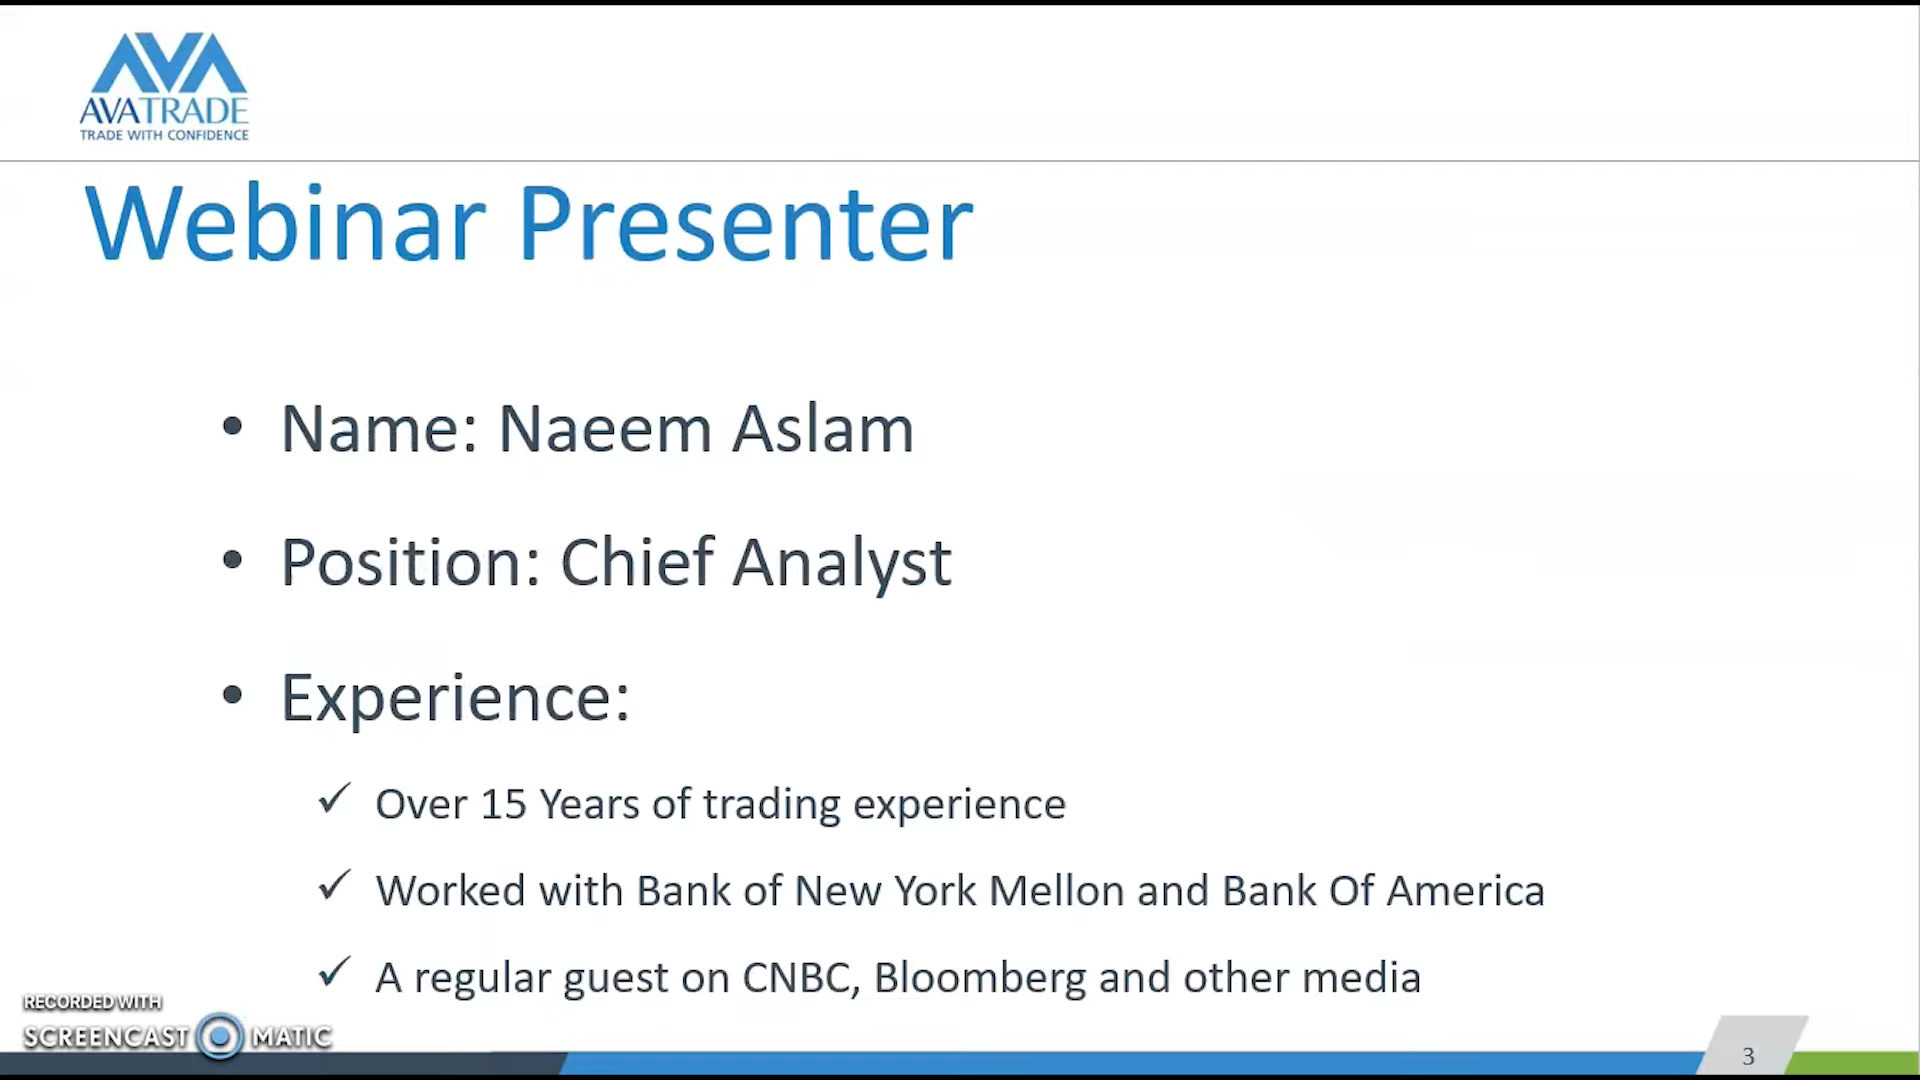 AVATRADE
TRADE WITH CONFIDENCE
Webinar Presenter
• Name: Naeem Aslam
• Position: Chief Analyst
• Experience:
✓ Over 15 Years of trading experience
✓ Worked with Bank of New York Mellon and Bank Of America
✓ A regular guest on CNBC, Bloomberg and other media
RECORDED WITH
SCREENCAST MATIC
3